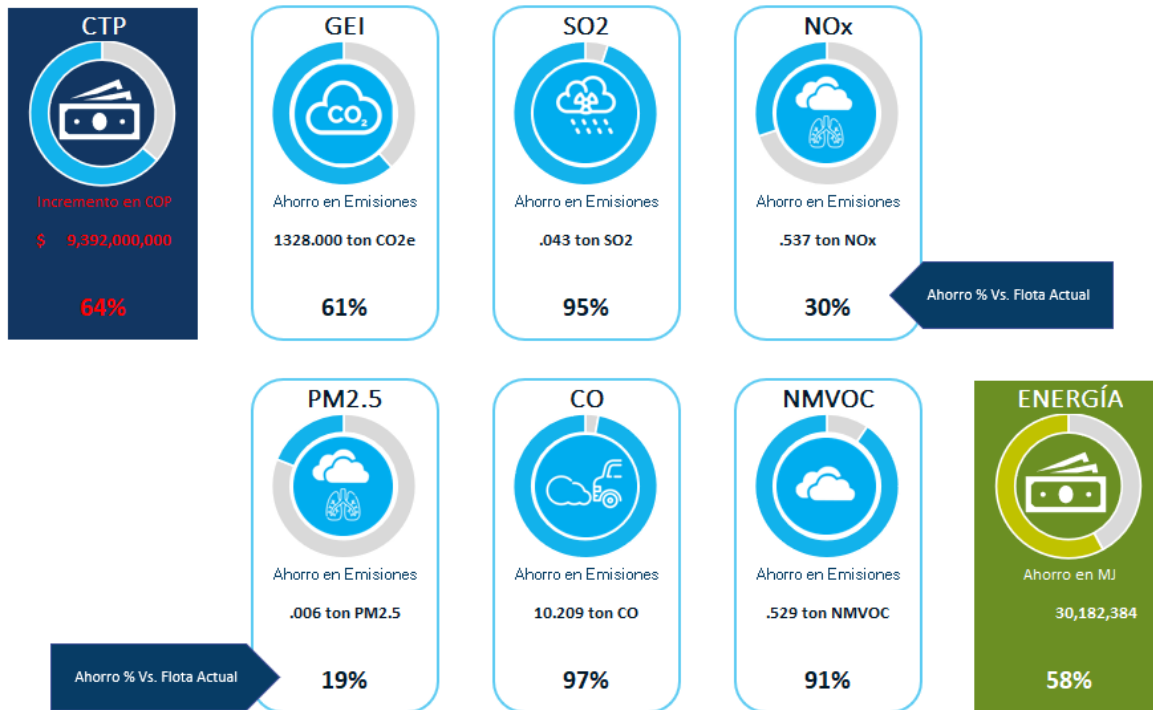 CTP
Incremento en COP
$ 9,392,000,000
64%
GEI
CO2
Ahorro en Emisiones
1328.000 ton CO2e
61%
SO2
Ahorro en Emisiones
.043 ton SO2
95%
NOx
Ahorro en Emisiones
.537 ton NOx
30%
Ahorro % Vs. Flota Actual
PM2.5
Ahorro en Emisiones
.006 ton PM2.5
19%
Ahorro % Vs. Flota Actual
CO
Ahorro en Emisiones
10.209 ton CO
97%
NMVOC
Ahorro en Emisiones
.529 ton NMVOC
91%
ENERGÍA
Ahorro en MJ
30,182,384
58%